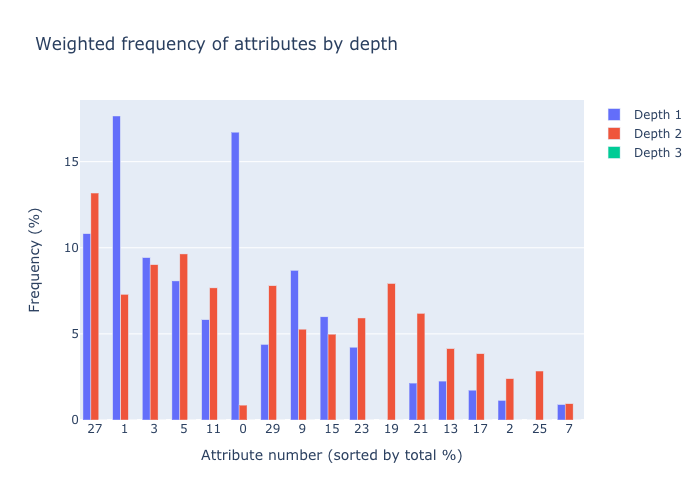 Weighted frequency of attributes by depth
Depth 1
Depth 2
Depth 3
Frequency (%)
15
10
5
0
27 1 3 5 11 0 29 9 15 23 19 21 13 17 2 25 7
Attribute number (sorted by total %)